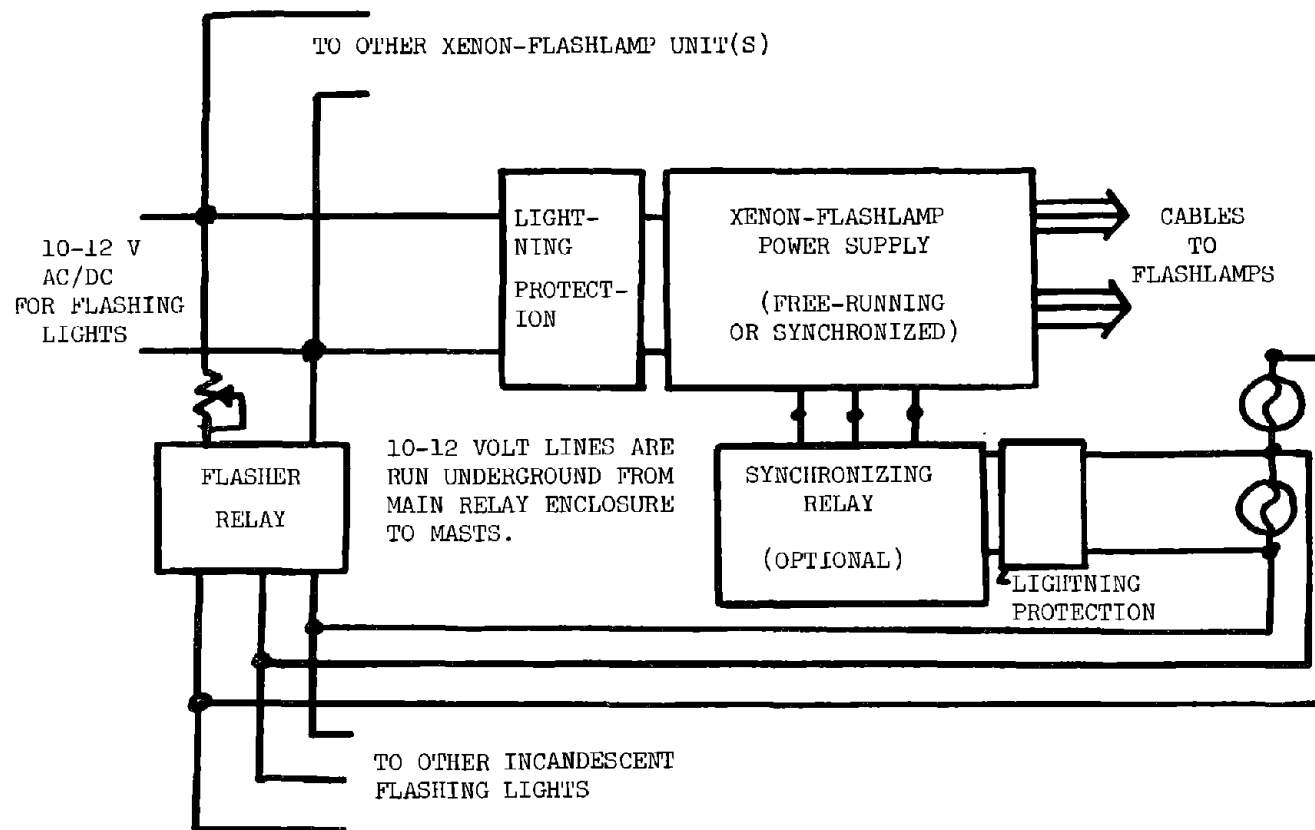 TO OTHER XENON-FLASHLAMP UNIT(S)
10-12 V
AC/DC
FOR FLASHING
LIGHTS
LIGHT-
NING
PROTECT-
ION
XENON-FLASHLAMP
POWER SUPPLY
(FREE-RUNNING
OR SYNCHRONIZED)
CABLES
TO
FLASHLAMPS
FLASHER
RELAY
10-12 VOLT LINES ARE
RUN UNDERGROUND FROM
MAIN RELAY ENCLOSURE
TO MASTS.
SYNCHRONIZING
RELAY
(OPTIONAL)
LIGHTNING
PROTECTION
TO OTHER INCANDESCENT
FLASHING LIGHTS